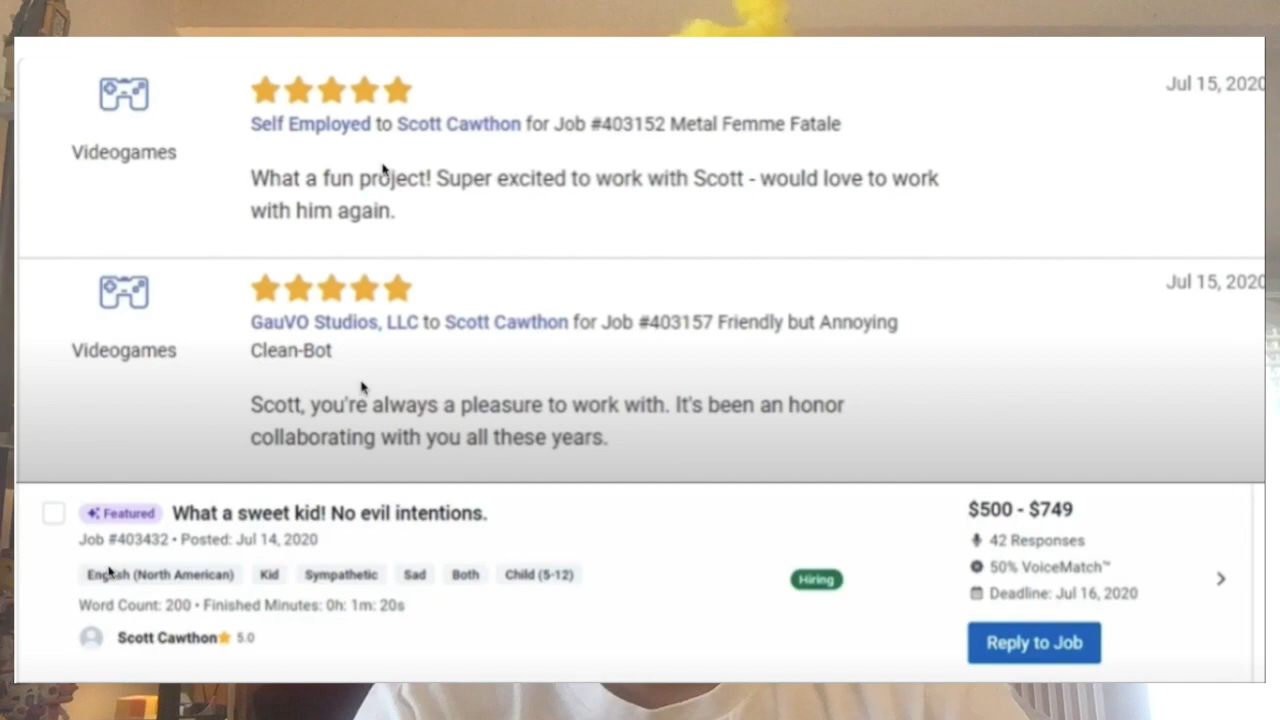 Jul 15, 2020
Self Employed to Scott Cawthon for Job #403152 Metal Femme Fatale
Videogames
What a fun project! Super excited to work with Scott - would love to work
with him again.
Jul 15, 2020
GauVO Studios, LLC to Scott Cawthon for Job #403157 Friendly but Annoying
Videogames
Clean-Bot
Scott, you're always a pleasure to work with. It's been an honor
collaborating with you all these years.
Featured What a sweet kid! No evil intentions.
$500 - $749
Job #403432 • Posted: Jul 14, 2020
42 Responses
English (North American) Kid Sympathetic Sad Both Child (5-12)
Hiring
50% VoiceMatch™
Word Count: 200 • Finished Minutes: 0h: 1m: 20s
Deadline: Jul 16, 2020
Scott Cawthon 5.0
Reply to Job